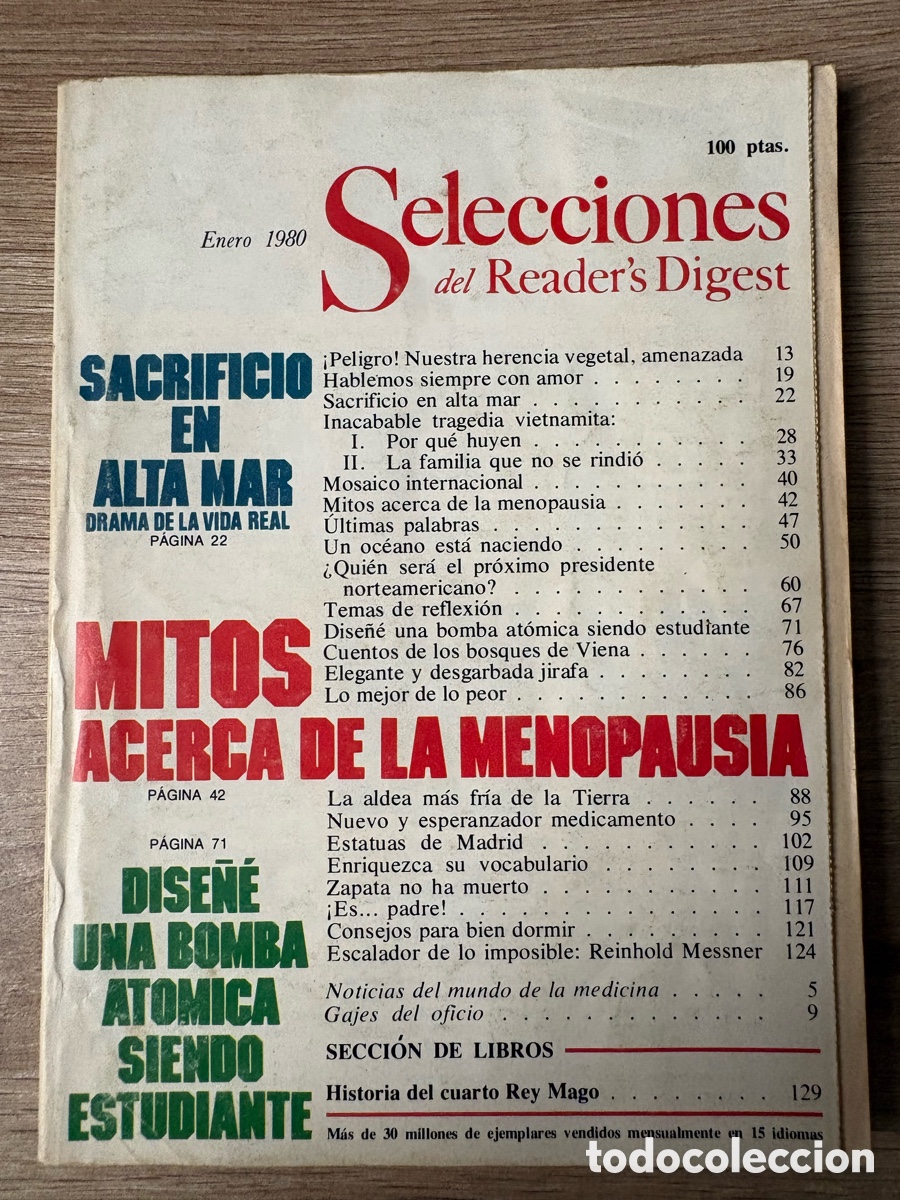 100 ptas.
Enero 1980
Selecciones
del Reader's Digest
SACRIFICIO
EN
ALTA MAR
DRAMA DE LA VIDA REAL
PÁGINA 22
¡Peligro! Nuestra herencia vegetal, amenazada 13
Hablemos siempre con amor . . . . . . . . 19
Sacrificio en alta mar . . . . . . . . . . . 22
Inacabable tragedia vietnamita:
I. Por qué huyen . . . . . . . . . . . . 28
II. La familia que no se rindió . . . . . 33
Mosaico internacional . . . . . . . . . . . 40
Mitos acerca de la menopausia . . . . . . . 42
Últimas palabras . . . . . . . . . . . . . 47
Un océano está naciendo . . . . . . . . . 50
¿Quién será el próximo presidente
norteamericano? . . . . . . . . . . . . 60
Temas de reflexión . . . . . . . . . . . . 67
Diseñé una bomba atómica siendo estudiante 71
Cuentos de los bosques de Viena . . . . . . 76
Elegante y desgarbada jirafa . . . . . . . . 82
Lo mejor de lo peor . . . . . . . . . . . . 86
MITOS
ACERCA DE LA MENOPAUSIA
PÁGINA 42
La aldea más fría de la Tierra . . . . . . 88
Nuevo y esperanzador medicamento . . . . 95
Estatuas de Madrid . . . . . . . . . . . 102
Enriquezca su vocabulario . . . . . . . . 109
Zapata no ha muerto . . . . . . . . . . . 111
¡Es... padre! . . . . . . . . . . . . . . 117
Consejos para bien dormir . . . . . . . . . 121
Escalador de lo imposible: Reinhold Messner 124
PÁGINA 71
DISEÑÉ
UNA BOMBA
ATOMICA
SIENDO
ESTUDIANTE
Noticias del mundo de la medicina . . . . . 5
Gajes del oficio . . . . . . . . . . . . . 9
SECCIÓN DE LIBROS
Historia del cuarto Rey Mago . . . . . . . . 129
Más de 30 millones de ejemplares vendidos mensualmente en 15 idiomas
todocoleccion.net